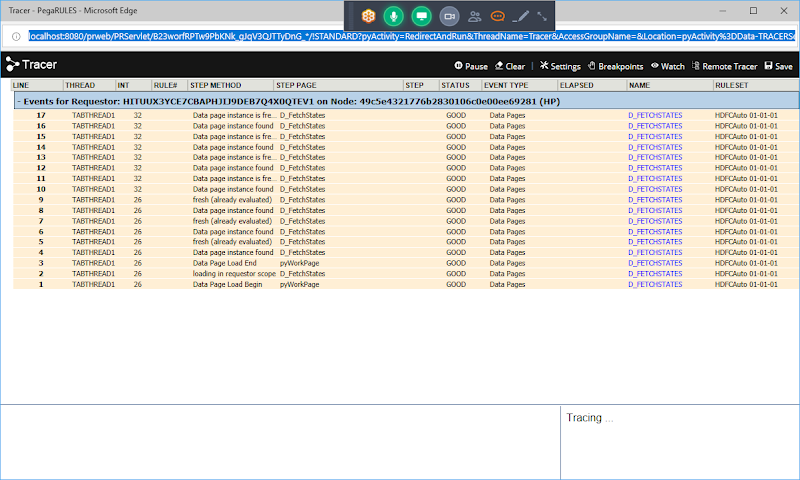 Tracer - PegaRULES - Microsoft Edge
localhost:8080/prweb/PRServlet/B23worfRPTw9PbKNk_gJqV3QJTTyDnG_*/!STANDARD?pyActivity=RedirectAndRun&ThreadName=Tracer&AccessGroupName=&Location=pyActivity%3DData-TRACERSe
Tracer Pause Clear Settings Breakpoints Watch Remote Tracer Save
LINE THREAD INT RULE# STEP METHOD STEP PAGE STEP STATUS EVENT TYPE ELAPSED NAME RULESET
- Events for Requestor: HITUUX3YCE7CBAPHJIJ9DEB7Q4X0QTEV1 on Node: 49c5e4321776b2830106c0e00ee69281 (HP)
17 TABTHREAD1 32 Data page instance is fre... D_FetchStates GOOD Data Pages D_FETCHSTATES HDFCAuto 01-01-01
16 TABTHREAD1 32 Data page instance found D_FetchStates GOOD Data Pages D_FETCHSTATES HDFCAuto 01-01-01
15 TABTHREAD1 32 Data page instance is fre... D_FetchStates GOOD Data Pages D_FETCHSTATES HDFCAuto 01-01-01
14 TABTHREAD1 32 Data page instance found D_FetchStates GOOD Data Pages D_FETCHSTATES HDFCAuto 01-01-01
13 TABTHREAD1 32 Data page instance is fre... D_FetchStates GOOD Data Pages D_FETCHSTATES HDFCAuto 01-01-01
12 TABTHREAD1 32 Data page instance found D_FetchStates GOOD Data Pages D_FETCHSTATES HDFCAuto 01-01-01
11 TABTHREAD1 32 Data page instance is fre... D_FetchStates GOOD Data Pages D_FETCHSTATES HDFCAuto 01-01-01
10 TABTHREAD1 32 Data page instance found D_FetchStates GOOD Data Pages D_FETCHSTATES HDFCAuto 01-01-01
9 TABTHREAD1 26 fresh (already evaluated) D_FetchStates GOOD Data Pages D_FETCHSTATES HDFCAuto 01-01-01
8 TABTHREAD1 26 Data page instance found D_FetchStates GOOD Data Pages D_FETCHSTATES HDFCAuto 01-01-01
7 TABTHREAD1 26 fresh (already evaluated) D_FetchStates GOOD Data Pages D_FETCHSTATES HDFCAuto 01-01-01
6 TABTHREAD1 26 Data page instance found D_FetchStates GOOD Data Pages D_FETCHSTATES HDFCAuto 01-01-01
5 TABTHREAD1 26 fresh (already evaluated) D_FetchStates GOOD Data Pages D_FETCHSTATES HDFCAuto 01-01-01
4 TABTHREAD1 26 Data page instance found D_FetchStates GOOD Data Pages D_FETCHSTATES HDFCAuto 01-01-01
3 TABTHREAD1 26 Data Page Load End pyWorkPage GOOD Data Pages D_FETCHSTATES HDFCAuto 01-01-01
2 TABTHREAD1 26 loading in requestor scope D_FetchStates GOOD Data Pages D_FETCHSTATES HDFCAuto 01-01-01
1 TABTHREAD1 26 Data Page Load Begin pyWorkPage GOOD Data Pages D_FETCHSTATES HDFCAuto 01-01-01
Tracing ...